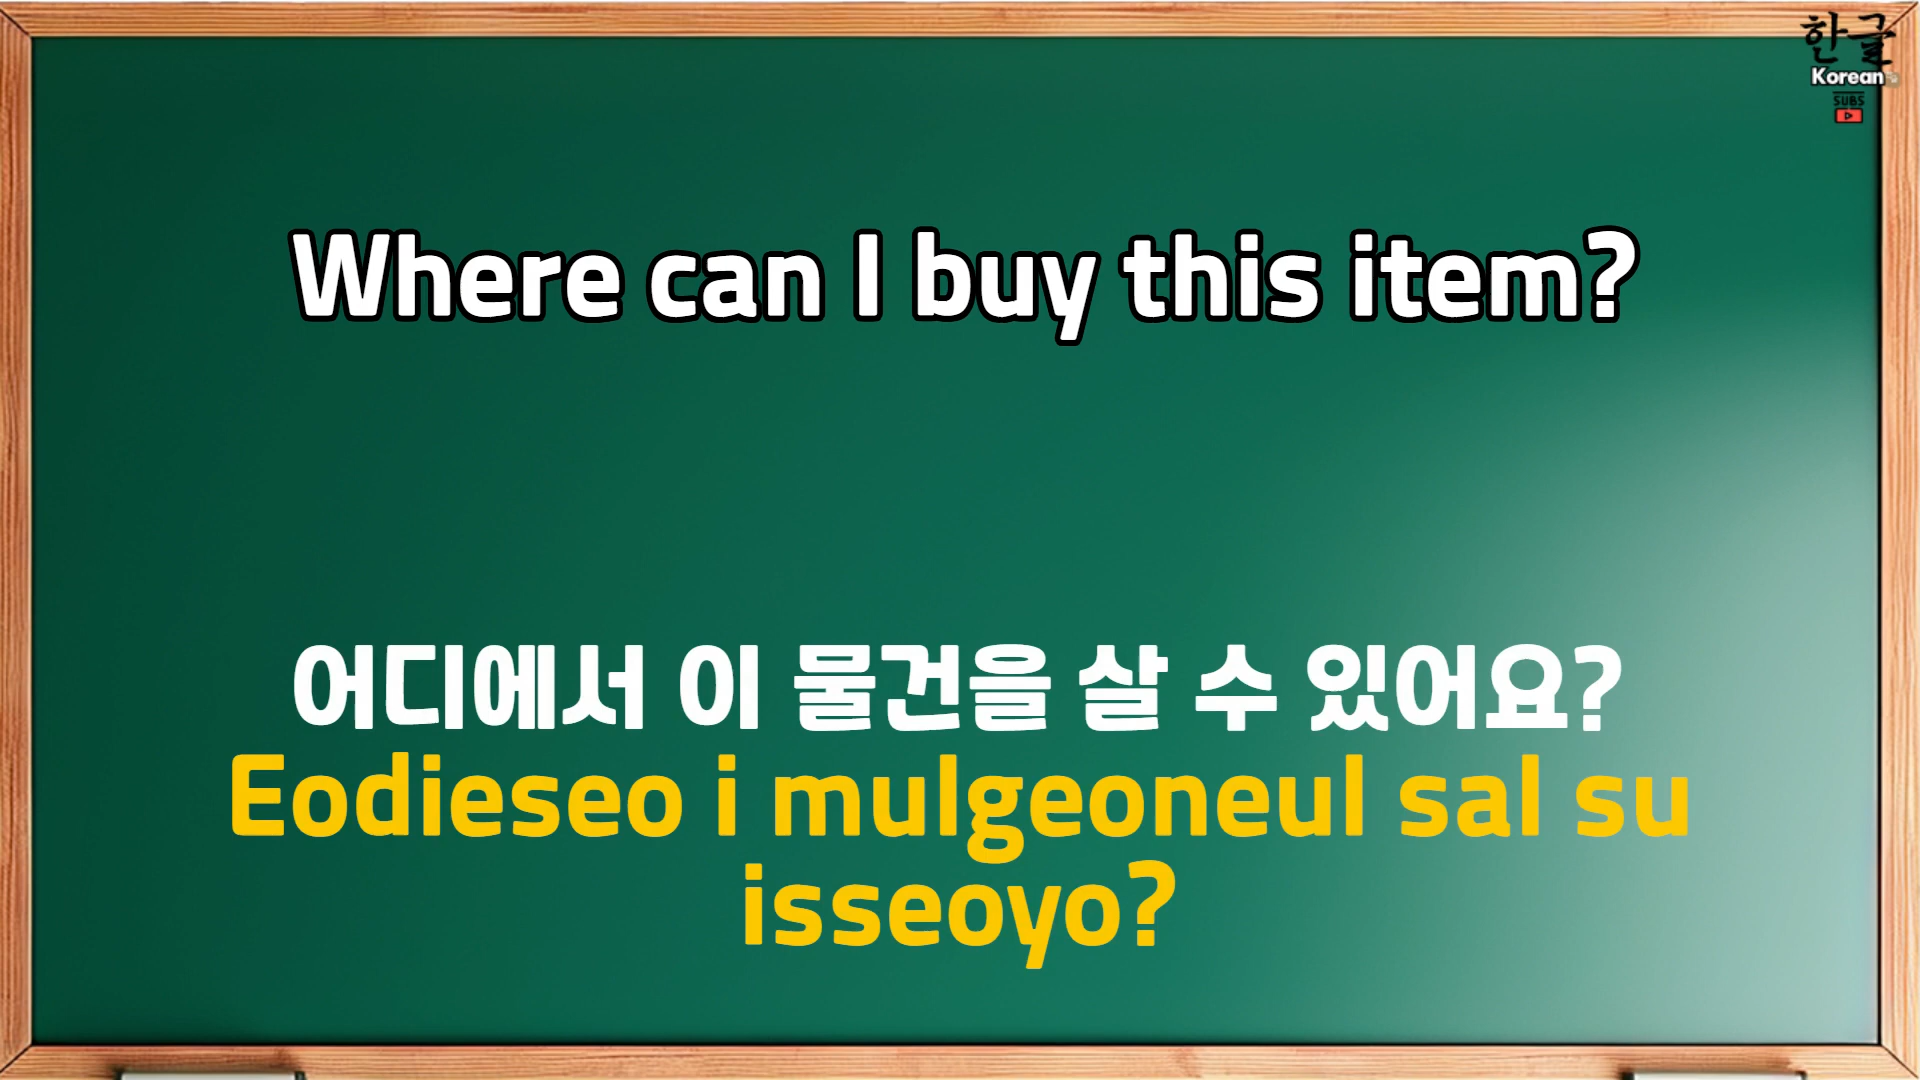 한글
Korean
SUBS
Where can I buy this item?
어디에서 이 물건을 살 수 있어요?
Eodieseo i mulgeoneul sal su
isseoyo?